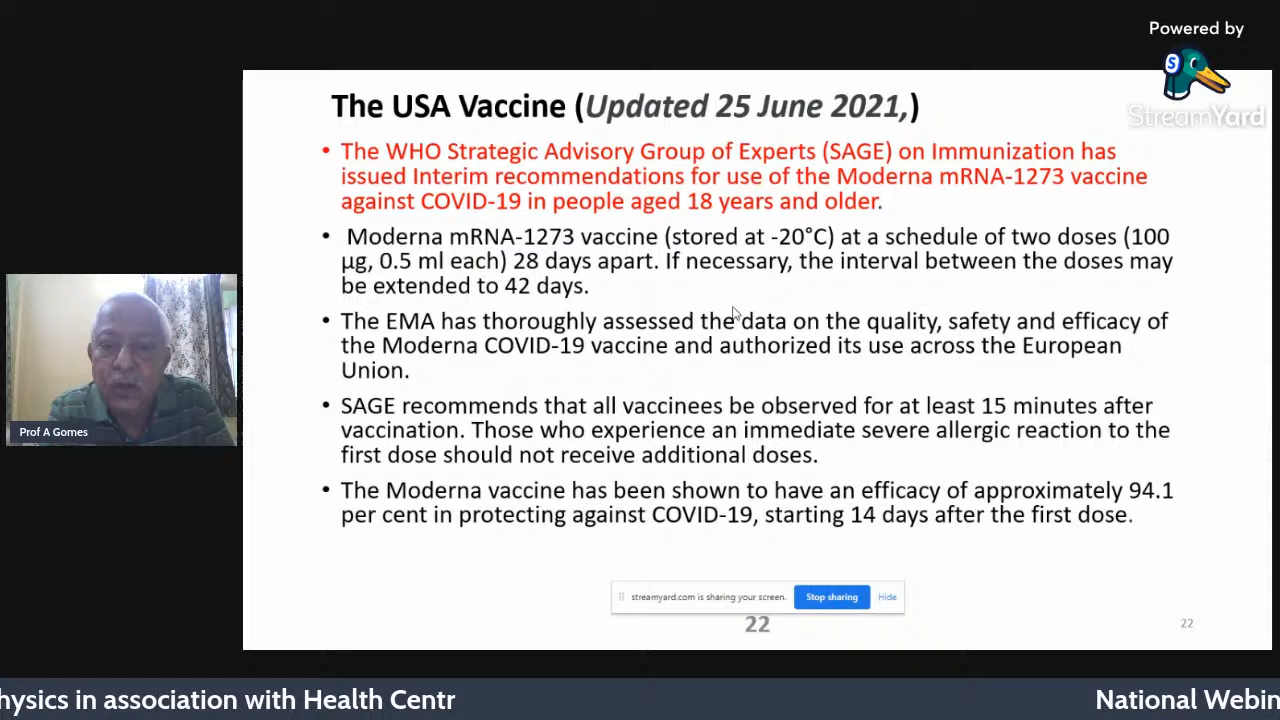 Powered by
S
StreamYard
The USA Vaccine (Updated 25 June 2021,)
• The WHO Strategic Advisory Group of Experts (SAGE) on Immunization has
issued Interim recommendations for use of the Moderna mRNA-1273 vaccine
against COVID-19 in people aged 18 years and older.
• Moderna mRNA-1273 vaccine (stored at -20°C) at a schedule of two doses (100
µg, 0.5 ml each) 28 days apart. If necessary, the interval between the doses may
be extended to 42 days.
• The EMA has thoroughly assessed the data on the quality, safety and efficacy of
the Moderna COVID-19 vaccine and authorized its use across the European
Union.
• SAGE recommends that all vaccinees be observed for at least 15 minutes after
vaccination. Those who experience an immediate severe allergic reaction to the
first dose should not receive additional doses.
• The Moderna vaccine has been shown to have an efficacy of approximately 94.1
per cent in protecting against COVID-19, starting 14 days after the first dose.
Prof A Gomes
streamyard.com is sharing your screen. Stop sharing Hide
22
22
hysics in association with Health Centr
National Webin